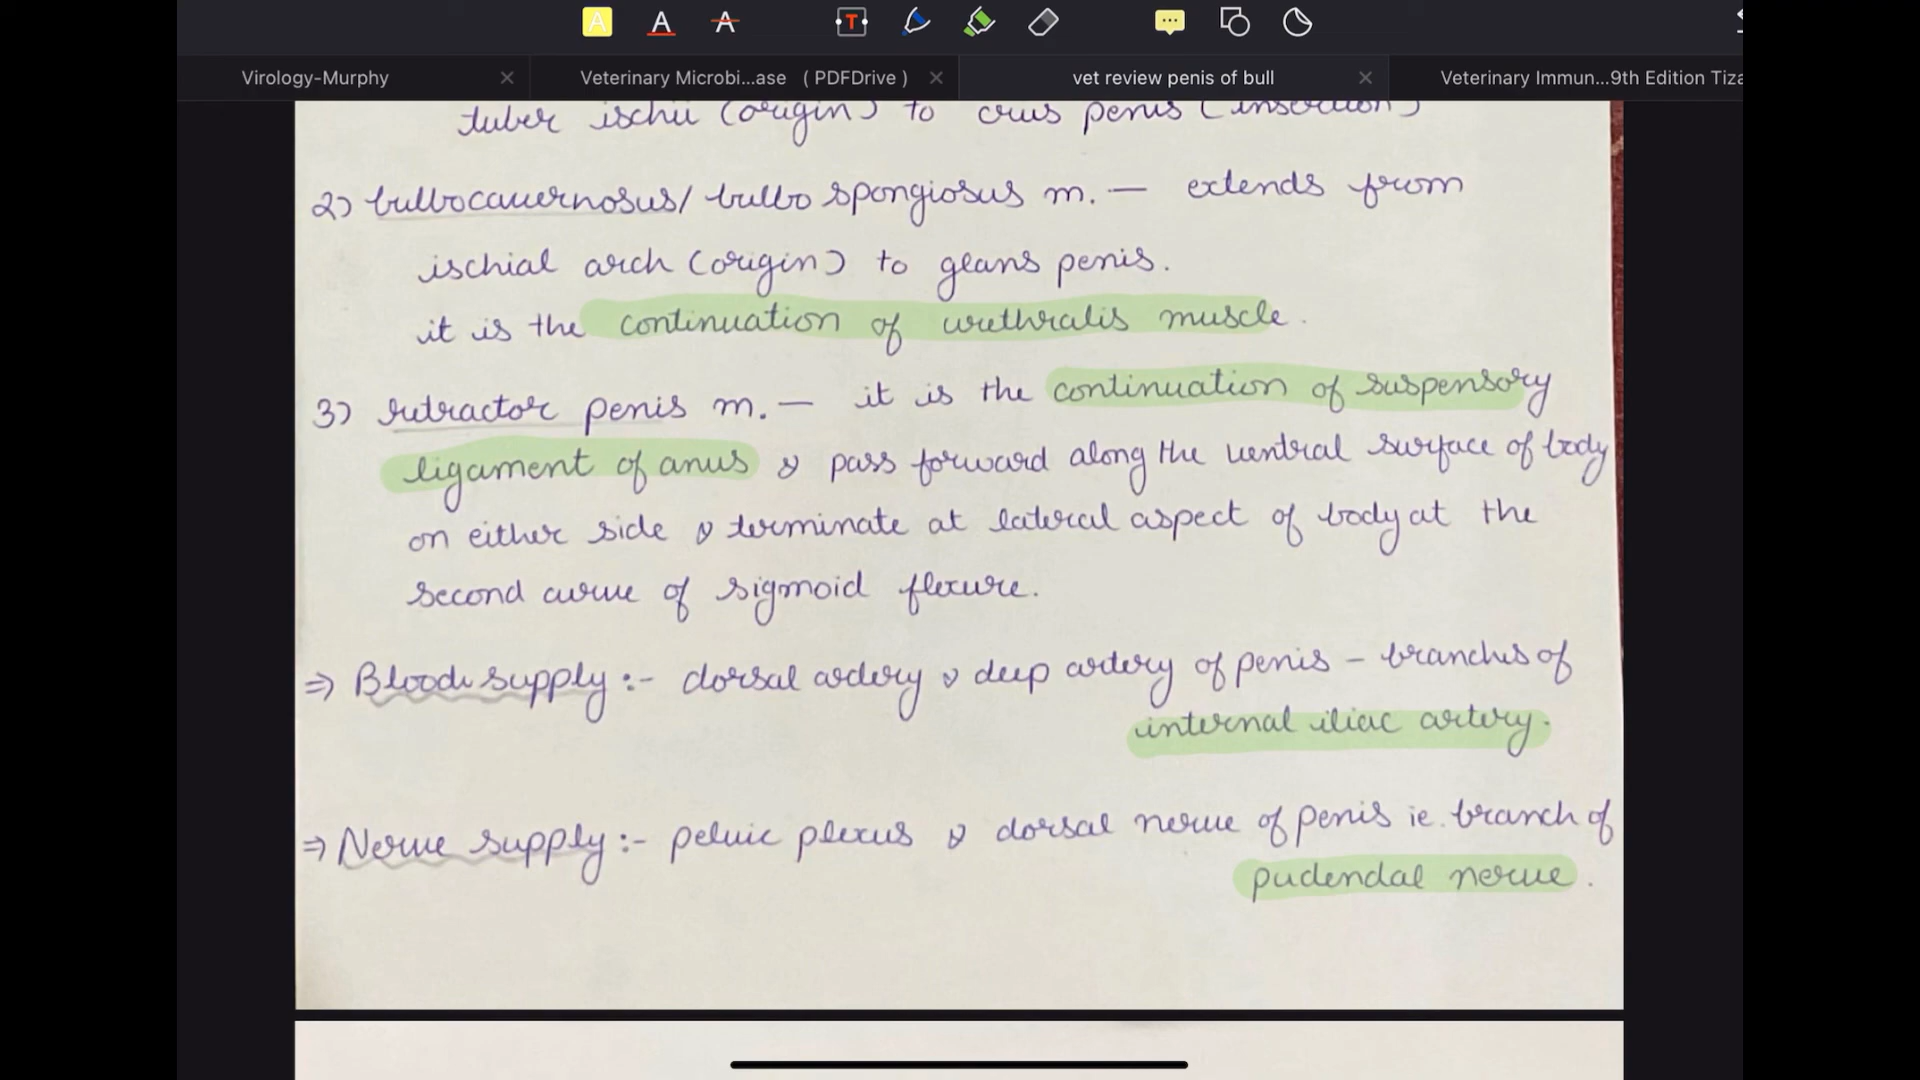 Virology-Murphy
Veterinary Microbi...ase ( PDFDrive )
vet review penis of bull
Veterinary Immun...9th Edition Tiza
tuber ischii (origin) to crus penis (insertion)
2) bulbocavernosus/ bulbo spongiosus m. — extends from
ischial arch (origin) to glans penis.
it is the continuation of urethralis muscle.
3) retractor penis m. — it is the continuation of suspensory
ligament of anus & pass forward along the ventral surface of body
on either side & terminate at lateral aspect of body at the
second curve of sigmoid flexure.
⇒ Blood supply :- dorsal artery & deep artery of penis - branches of
internal iliac artery.
⇒ Nerve supply :- pelvic plexus & dorsal nerve of penis ie. branch of
pudendal nerve.